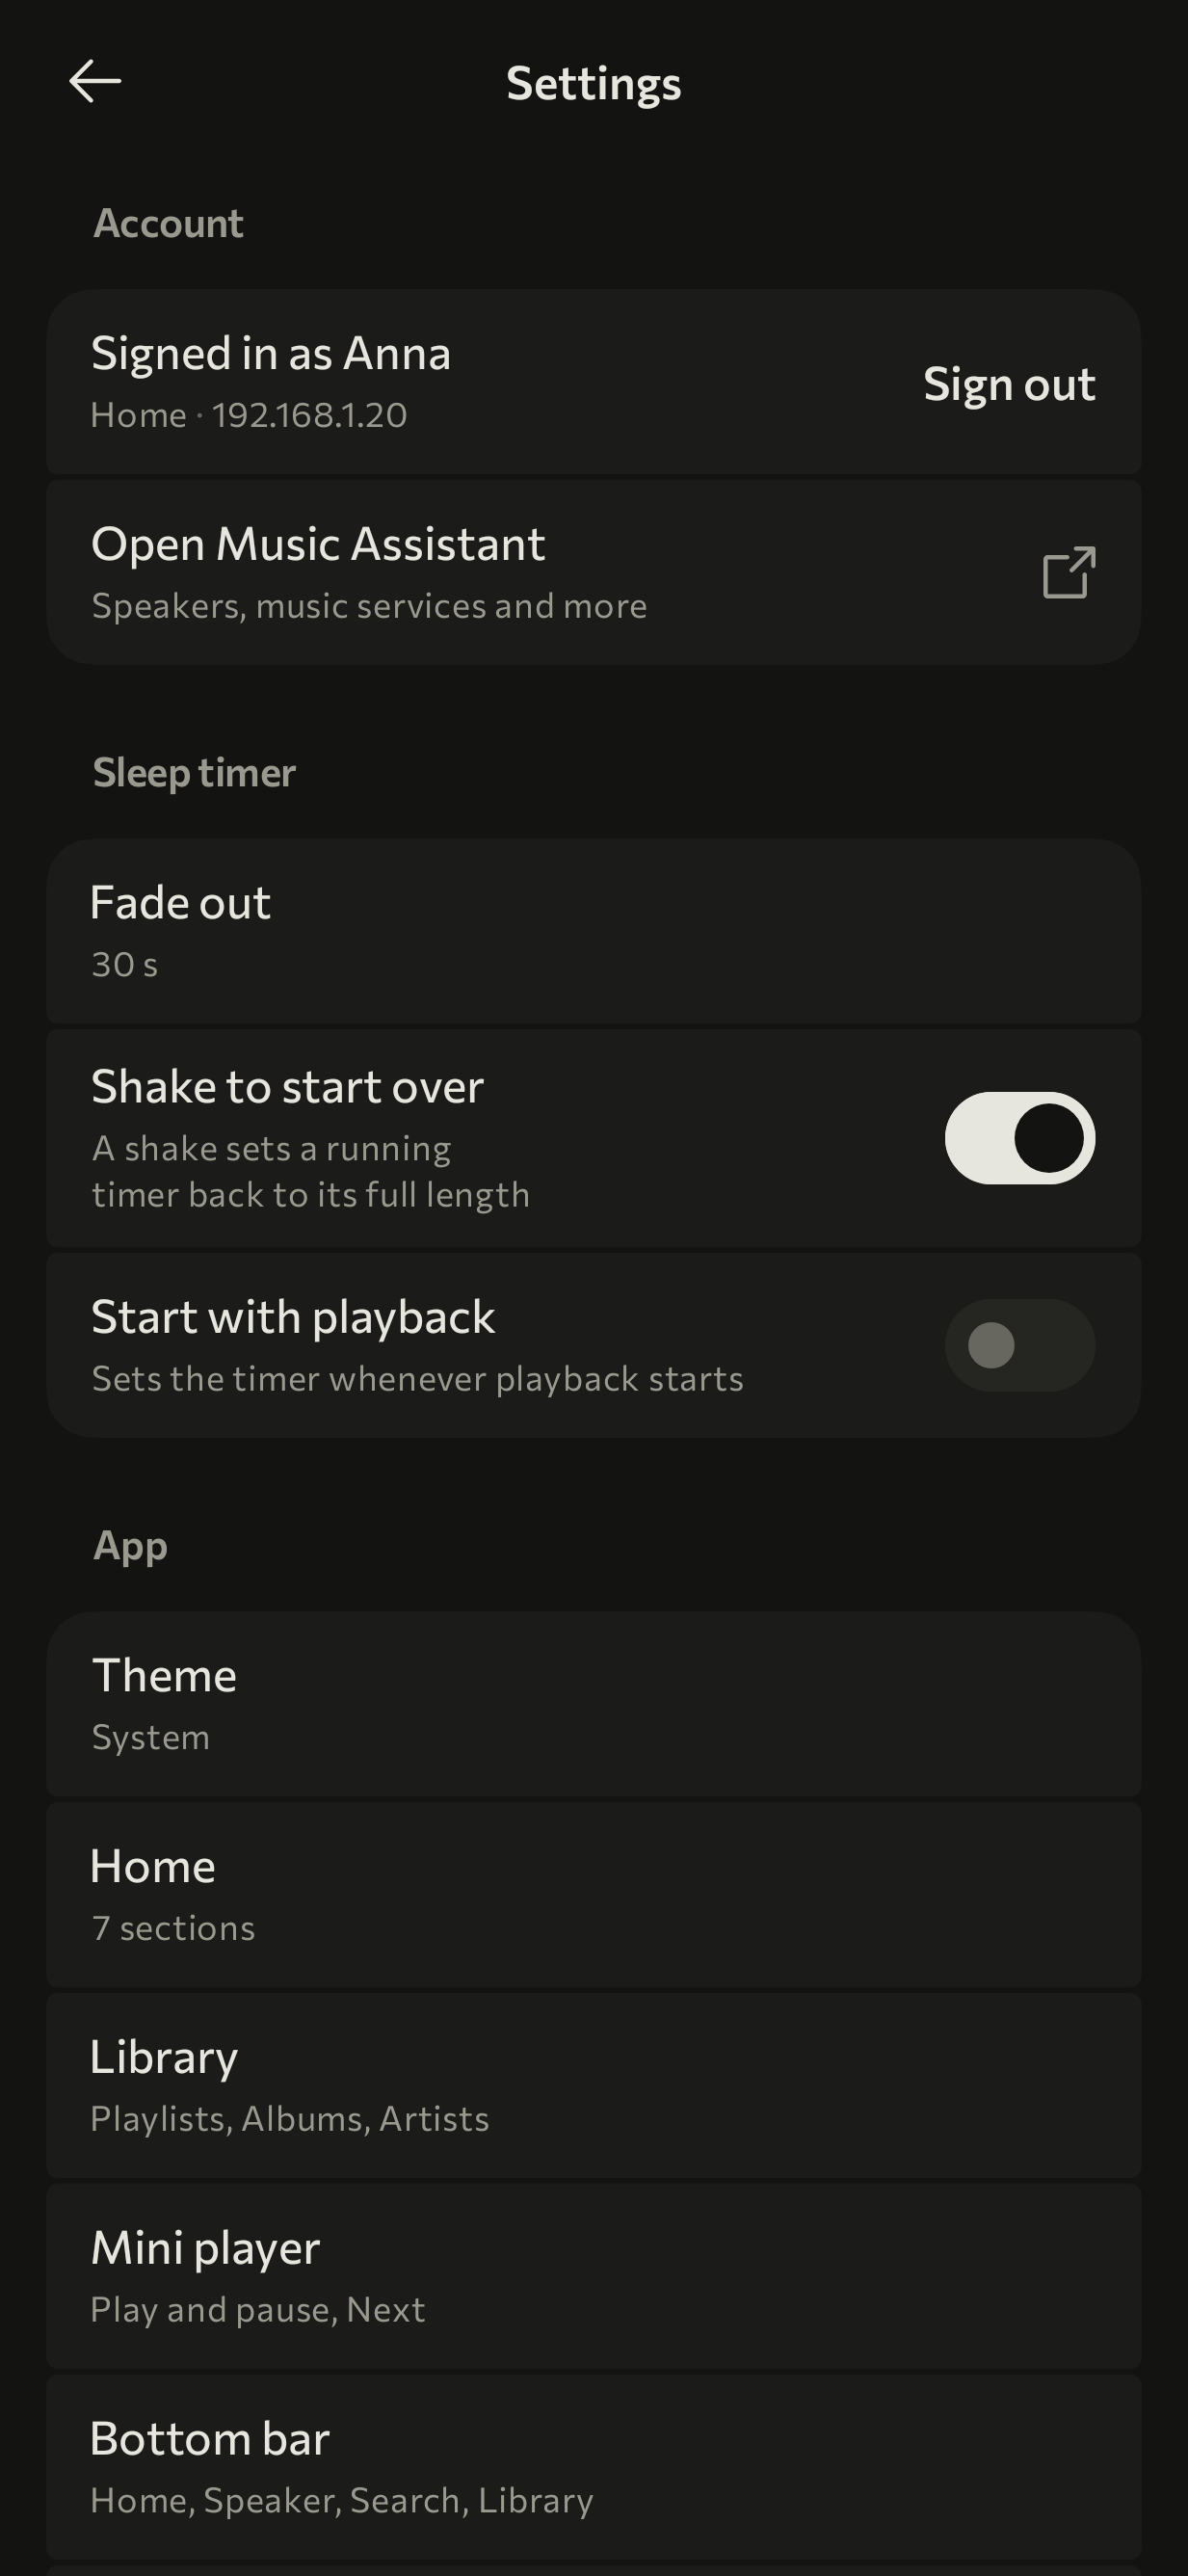 Settings
Account
Signed in as Anna
Home · 192.168.1.20
Sign out
Open Music Assistant
Speakers, music services and more
Sleep timer
Fade out
30 s
Shake to start over
A shake sets a running
timer back to its full length
Start with playback
Sets the timer whenever playback starts
App
Theme
System
Home
7 sections
Library
Playlists, Albums, Artists
Mini player
Play and pause, Next
Bottom bar
Home, Speaker, Search, Library